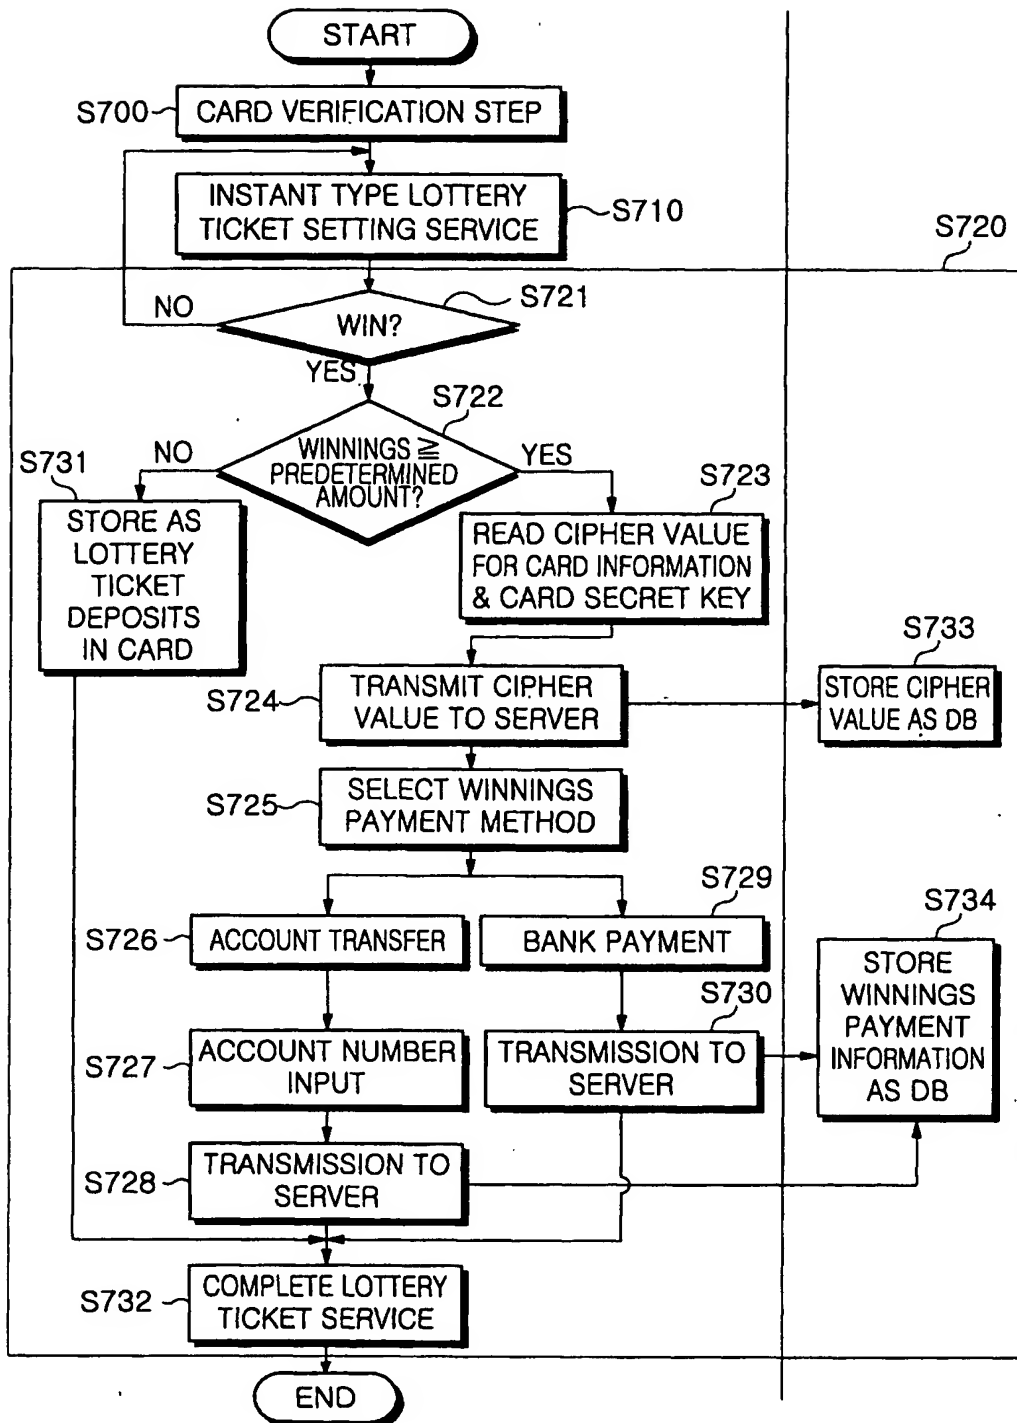 START
S700
CARD VERIFICATION STEP
INSTANT TYPE LOTTERY
TICKET SETTING SERVICE
S710
S720
S721
NO
WIN?
YES
S722
S731
NO
WINNINGS ≧
PREDETERMINED
AMOUNT?
YES
S723
STORE AS
LOTTERY
TICKET
DEPOSITS
IN CARD
READ CIPHER VALUE
FOR CARD INFORMATION
& CARD SECRET KEY
S733
S724
TRANSMIT CIPHER
VALUE TO SERVER
STORE CIPHER
VALUE AS DB
S725
SELECT WINNINGS
PAYMENT METHOD
S729
S734
S726
ACCOUNT TRANSFER
BANK PAYMENT
STORE
WINNINGS
PAYMENT
INFORMATION
AS DB
S730
S727
ACCOUNT NUMBER
INPUT
TRANSMISSION TO
SERVER
S728
TRANSMISSION TO
SERVER
S732
COMPLETE LOTTERY
TICKET SERVICE
END